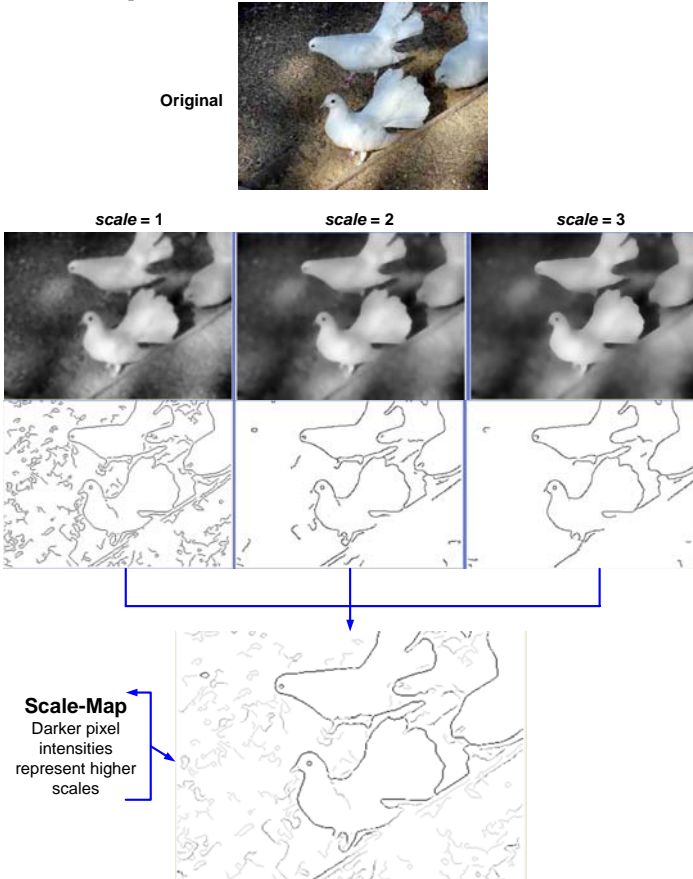 Original
scale = 1
scale = 2
scale = 3
Scale-Map
Darker pixel
intensities
represent higher
scales